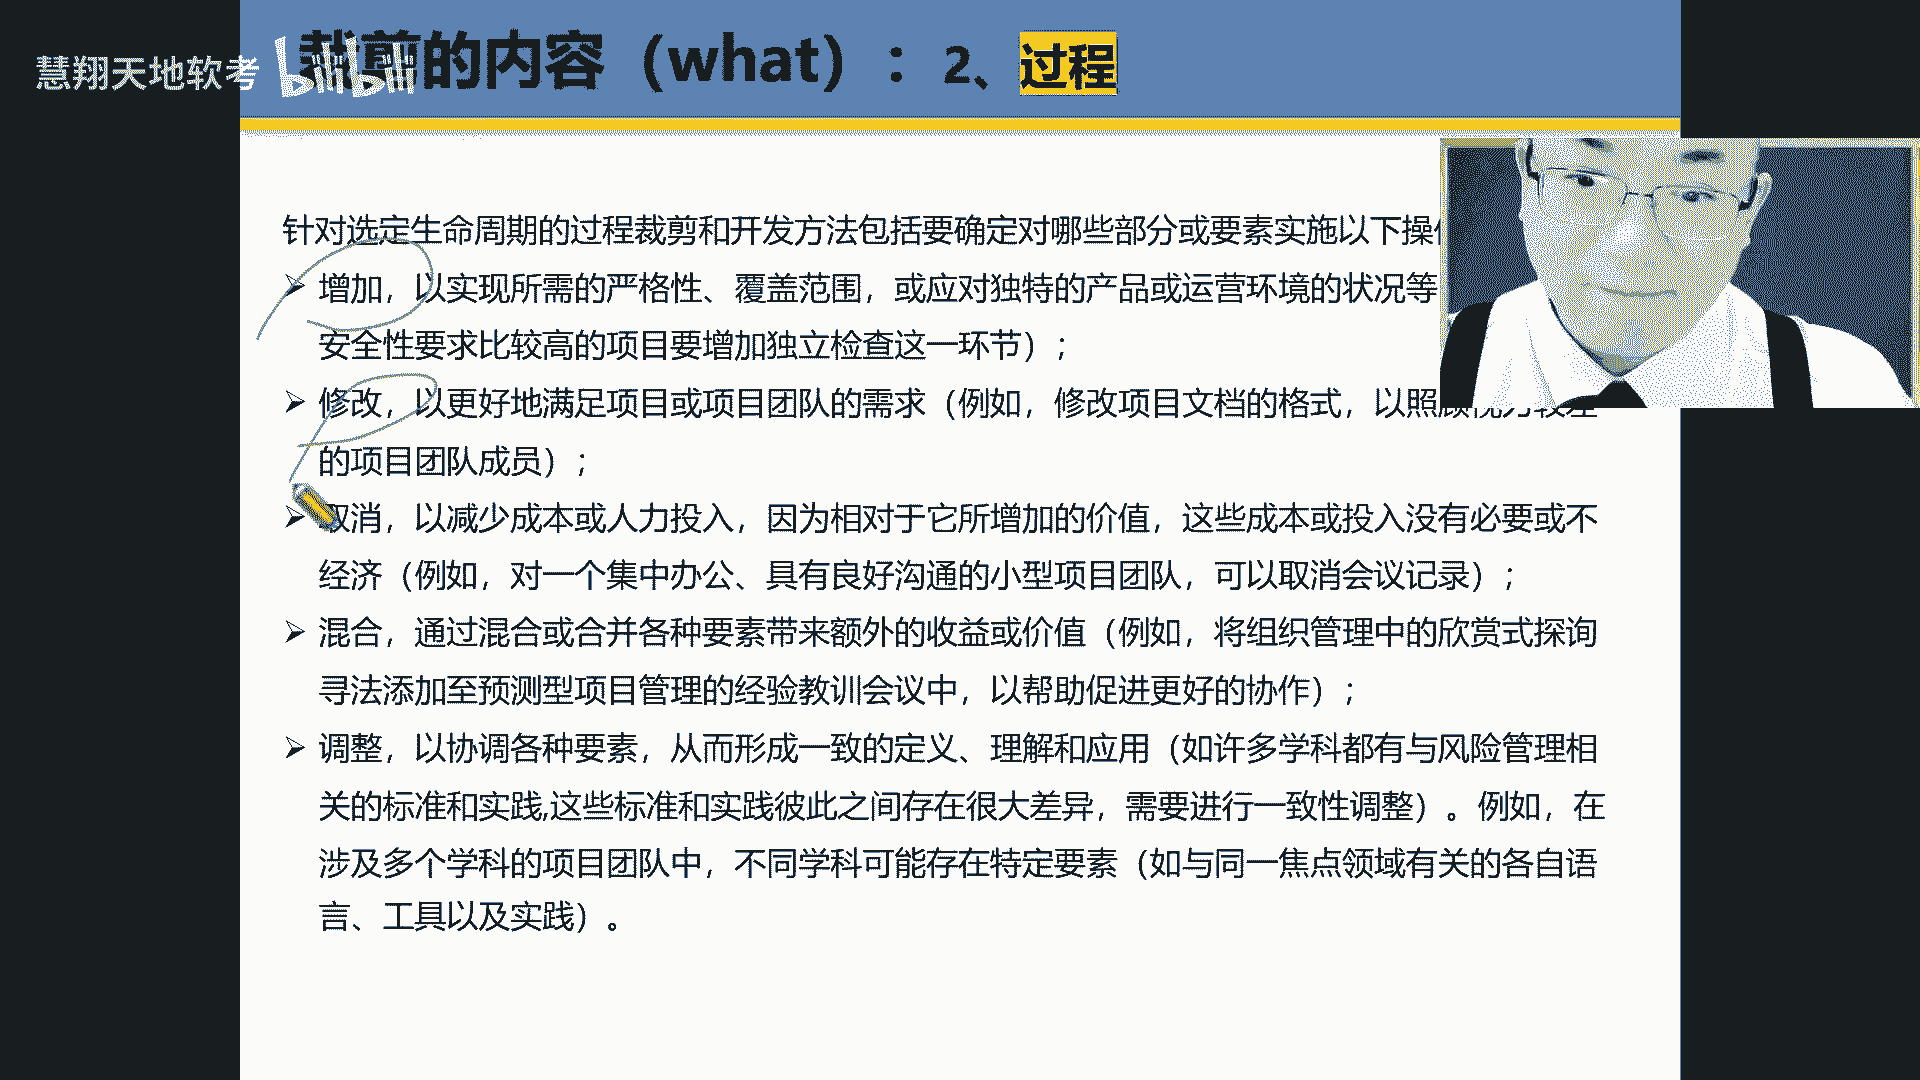 慧翔天地软考 bilibili 裁剪的内容（what）：2、过程
针对选定生命周期的过程裁剪和开发方法包括要确定对哪些部分或要素实施以下操
➢ 增加，以实现所需的严格性、覆盖范围，或应对独特的产品或运营环境的状况等
安全性要求比较高的项目要增加独立检查这一环节）；
➢ 修改，以更好地满足项目或项目团队的需求（例如，修改项目文档的格式，以照顾视力较差
的项目团队成员）；
➢ 取消，以减少成本或人力投入，因为相对于它所增加的价值，这些成本或投入没有必要或不
经济（例如，对一个集中办公、具有良好沟通的小型项目团队，可以取消会议记录）；
➢ 混合，通过混合或合并各种要素带来额外的收益或价值（例如，将组织管理中的欣赏式探询
寻法添加至预测型项目管理的经验教训会议中，以帮助促进更好的协作）；
➢ 调整，以协调各种要素，从而形成一致的定义、理解和应用（如许多学科都有与风险管理相
关的标准和实践,这些标准和实践彼此之间存在很大差异，需要进行一致性调整）。例如，在
涉及多个学科的项目团队中，不同学科可能存在特定要素（如与同一焦点领域有关的各自语
言、工具以及实践）。